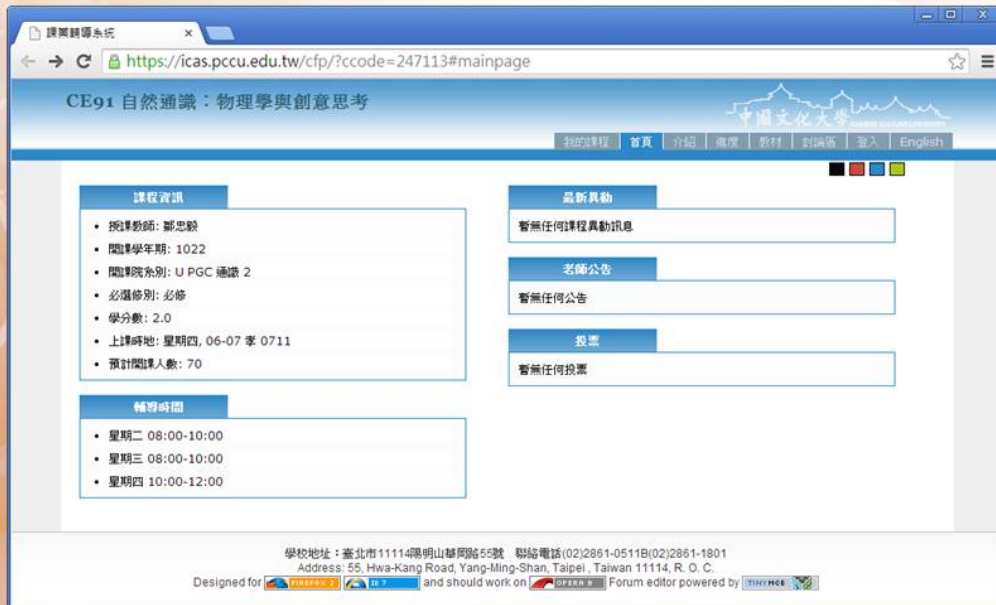 課業輔導系統
https://icas.pccu.edu.tw/cfp/?ccode=247113#mainpage
CE91 自然通識：物理學與創意思考
中國文化大學
我的課程 首頁 介紹 進度 教材 討論區 登入 English
課程資訊
授課教師: 鄭忠毅
開課學年期: 1022
開課院系別: U PGC 通識 2
必選修別: 必修
學分數: 2.0
上課時地: 星期四, 06-07 孝 0711
預計開課人數: 70
輔導時間
星期二 08:00-10:00
星期三 08:00-10:00
星期四 10:00-12:00
最新異動
暫無任何課程異動訊息
老師公告
暫無任何公告
投票
暫無任何投票
學校地址：臺北市11114陽明山華岡路55號 聯絡電話(02)2861-0511B(02)2861-1801
Address: 55, Hwa-Kang Road, Yang-Ming-Shan, Taipei , Taiwan 11114, R. O. C.
Designed for FIREFOX 2 IE 7 and should work on OPERA 9 Forum editor powered by TINYMCE